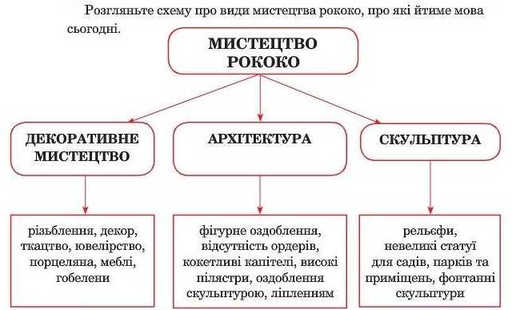 Розгляньте схему про види мистецтва рококо, про які йтиме мова
сьогодні.
МИСТЕЦТВО
РОКОКО
ДЕКОРАТИВНЕ
МИСТЕЦТВО
АРХІТЕКТУРА
СКУЛЬПТУРА
різьблення, декор,
ткацтво, ювелірство,
порцеляна, меблі,
гобелени
фігурне оздоблення,
відсутність ордерів,
кокетливі капітелі, високі
пілястри, оздоблення
скульптурою, ліпленням
рельєфи,
невеликі статуї
для садів, парків та
приміщень, фонтанні
скульптури